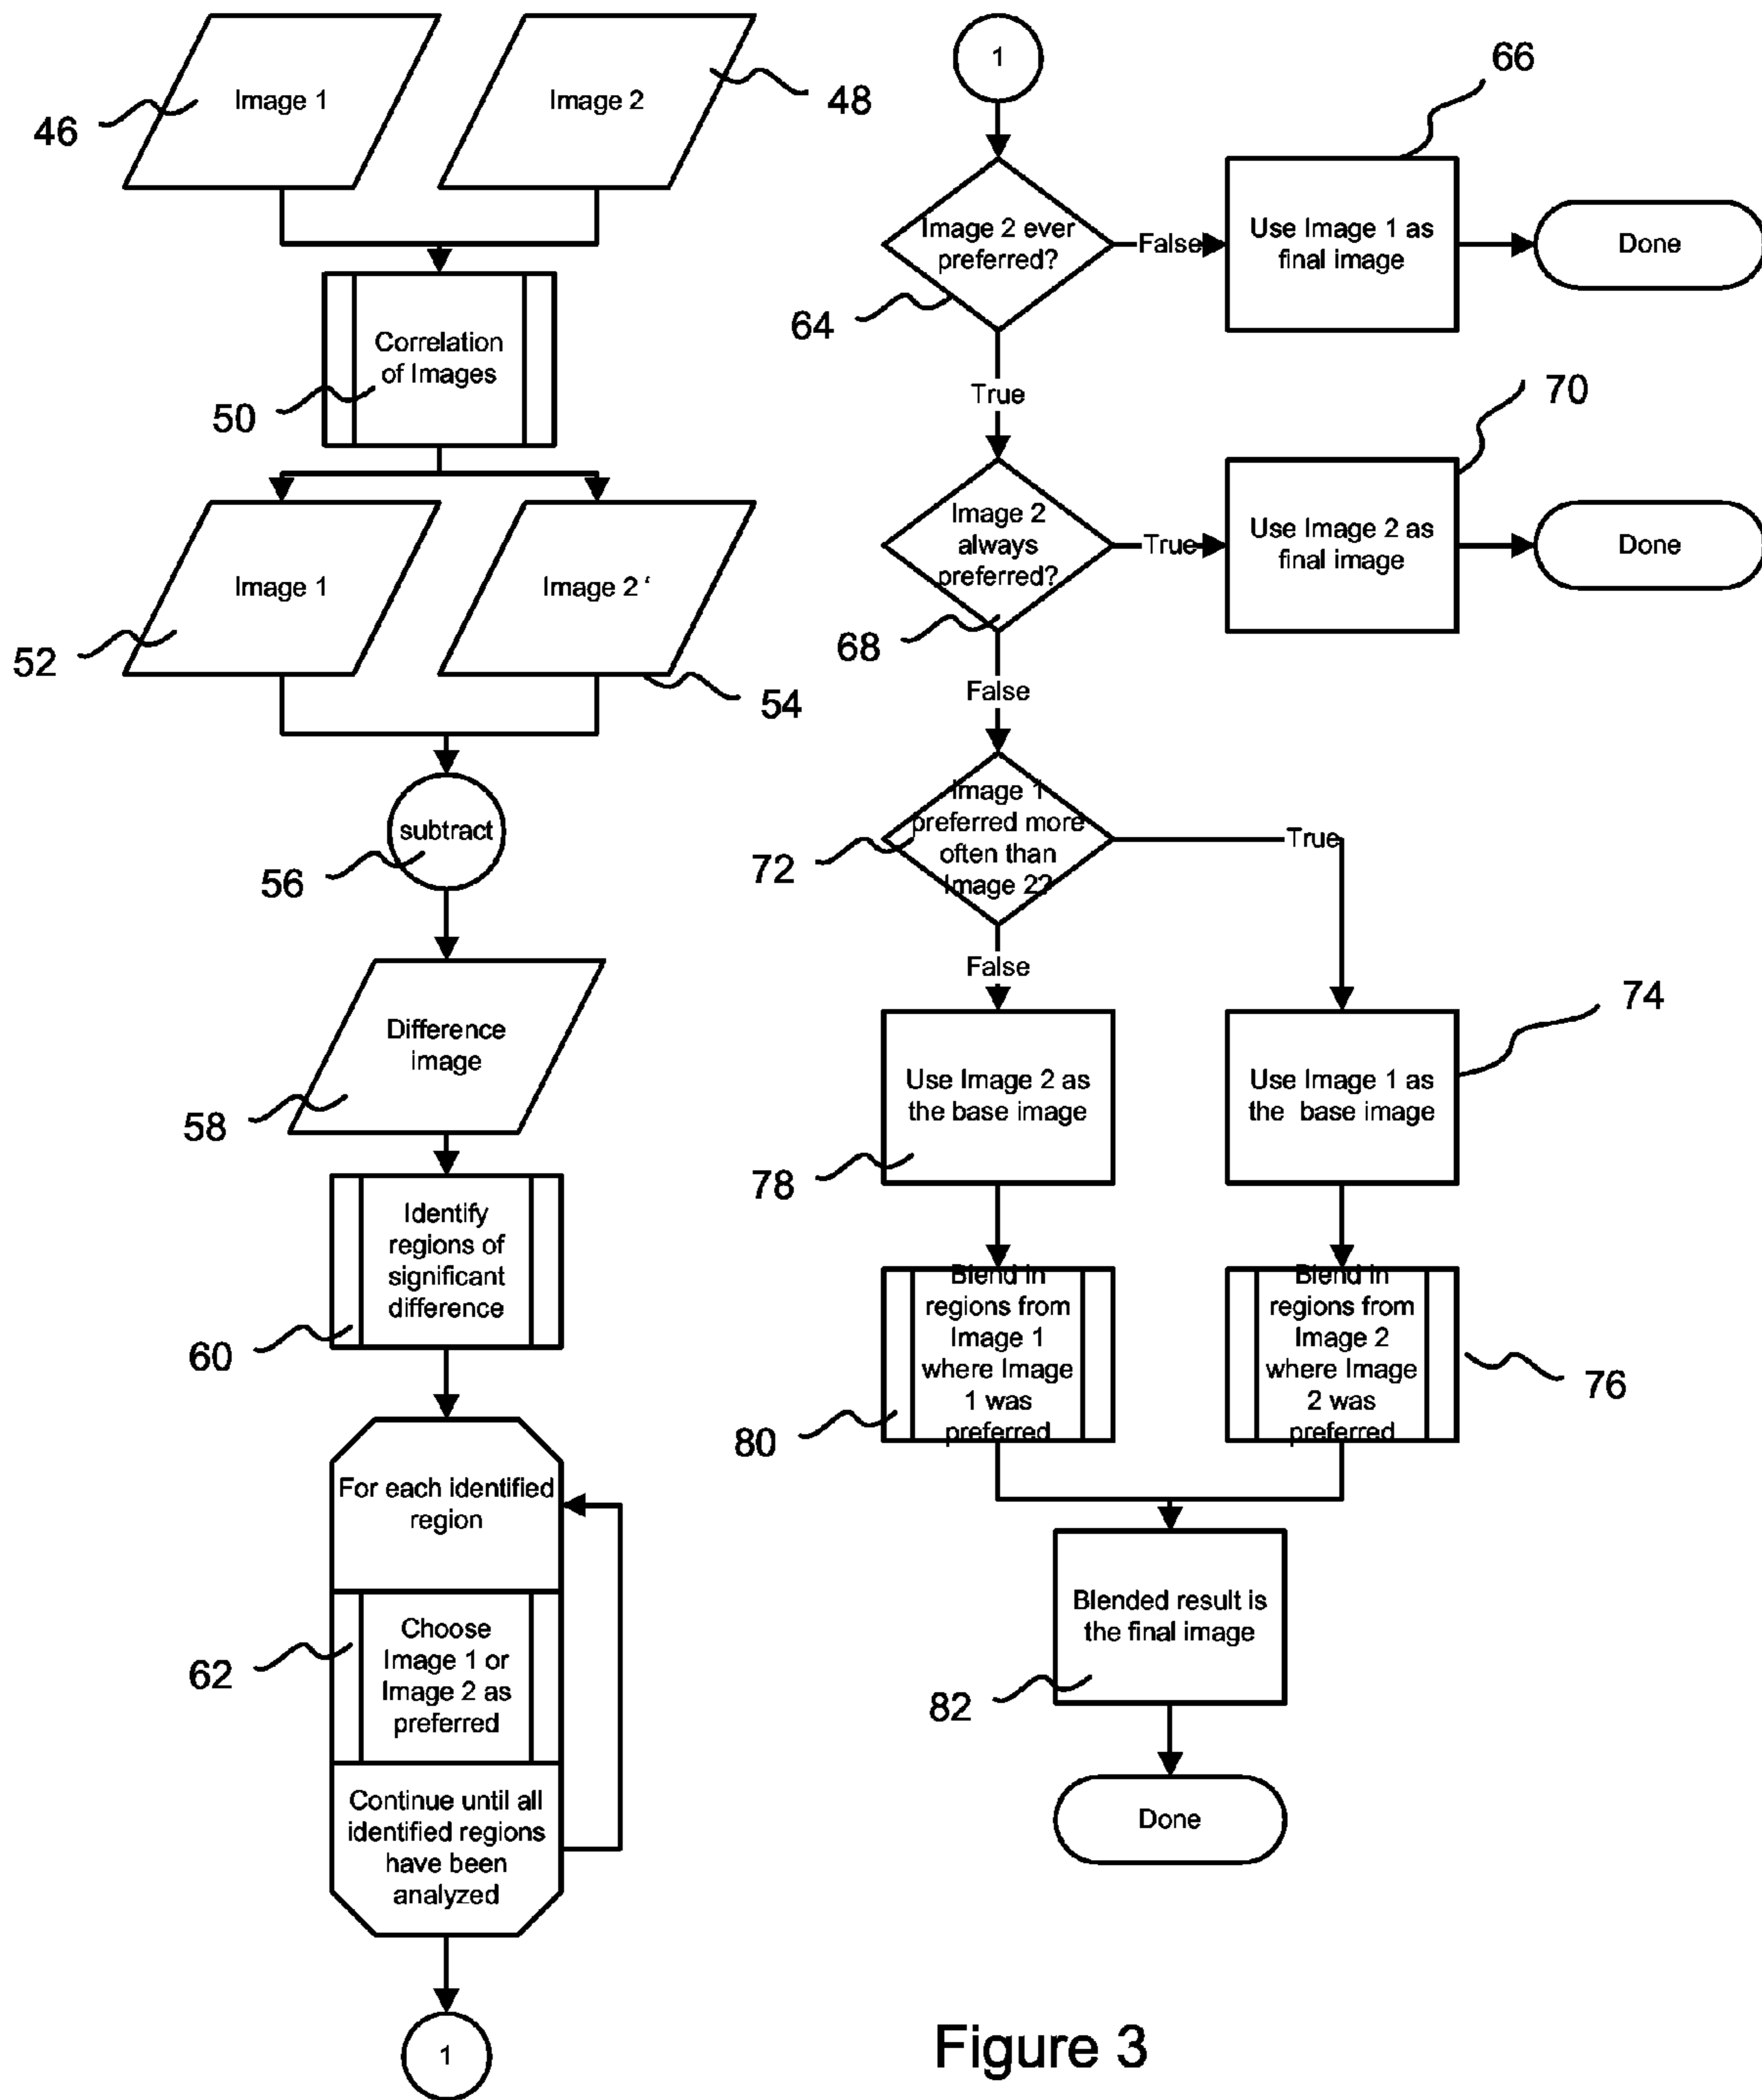 Image 1
Image 2
46
48
Correlation
of Images
50
Image 1
Image 2 ‘
52
54
subtract
56
Difference
image
58
Identify
regions of
significant
difference
60
For each identified
region
Choose
Image 1 or
Image 2 as
preferred
62
Continue until all
identified regions
have been
analyzed
1
1
66
Image 2 ever
preferred?
False
Use Image 1 as
final image
Done
64
True
70
Image 2
always
preferred?
True
Use Image 2 as
final image
Done
68
False
Image 1
preferred more
often than
Image 2?
True
72
False
74
Use Image 2 as
the base image
Use Image 1 as
the base image
78
Blend in
regions from
Image 1
where Image
1 was
preferred
80
Blend in
regions from
Image 2
where Image
2 was
preferred
76
Blended result is
the final image
82
Done
Figure 3